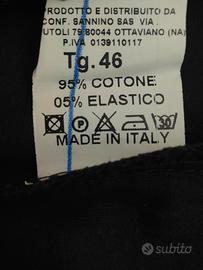 PRODOTTO E DISTRIBUITO DA
CONF. SANNINO SAS VIA
UTOLI 79 80044 OTTAVIANO (NA)
P.IVA 0139110117
Tg. 46
95% COTONE
05% ELASTICO
P
30
MADE IN ITALY
subito